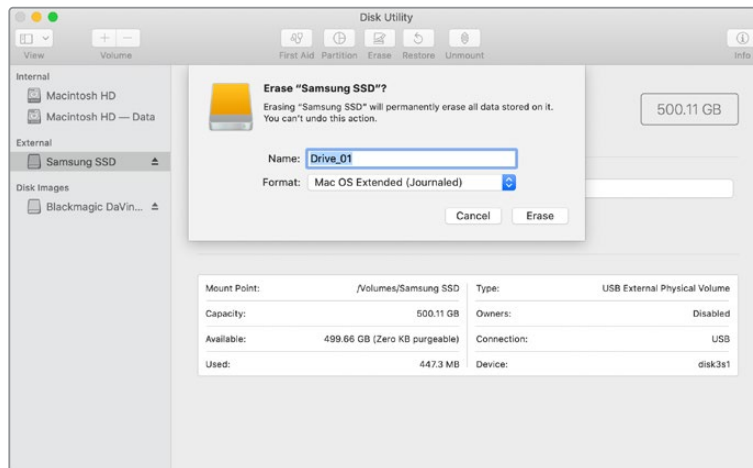 Disk Utility
View
Volume
First Aid Partition Erase Restore Unmount
Info
Internal
Macintosh HD
Macintosh HD — Data
External
Samsung SSD
Disk Images
Blackmagic DaVin...
Erase “Samsung SSD”?
Erasing “Samsung SSD” will permanently erase all data stored on it.
You can’t undo this action.
Name: Drive_01
Format: Mac OS Extended (Journaled)
Cancel Erase
500.11 GB
Mount Point: /Volumes/Samsung SSD Type: USB External Physical Volume
Capacity: 500.11 GB Owners: Disabled
Available: 499.66 GB (Zero KB purgeable) Connection: USB
Used: 447.3 MB Device: disk3s1